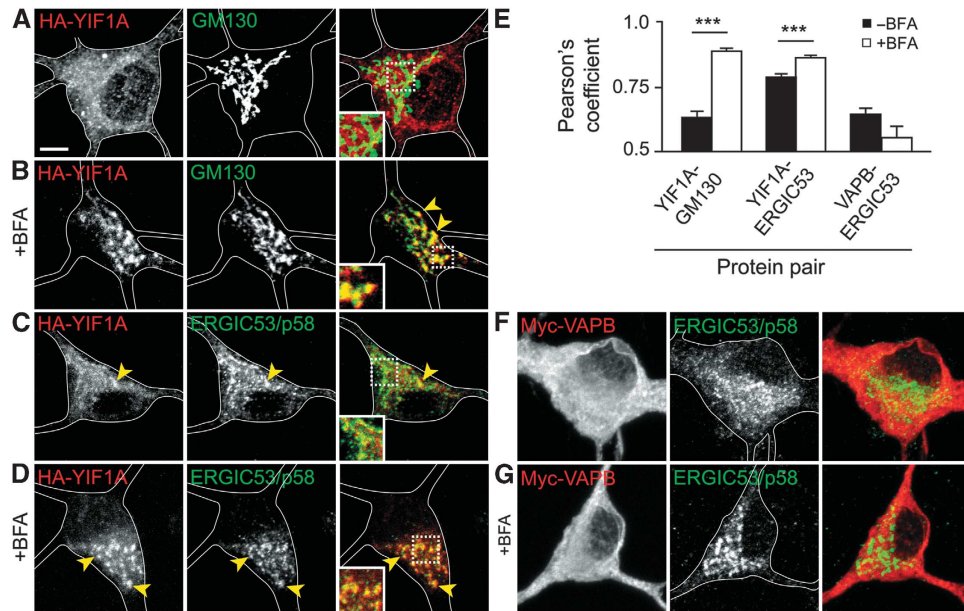 A
HA-YIF1A
GM130
B
HA-YIF1A
GM130
+BFA
C
HA-YIF1A
ERGIC53/p58
D
HA-YIF1A
ERGIC53/p58
+BFA
E
Pearson's
coefficient
1.0
0.75
0.5
***
***
–BFA
+BFA
YIF1A-
GM130
YIF1A-
ERGIC53
VAPB-
ERGIC53
Protein pair
F
Myc-VAPB
ERGIC53/p58
G
Myc-VAPB
ERGIC53/p58
+BFA